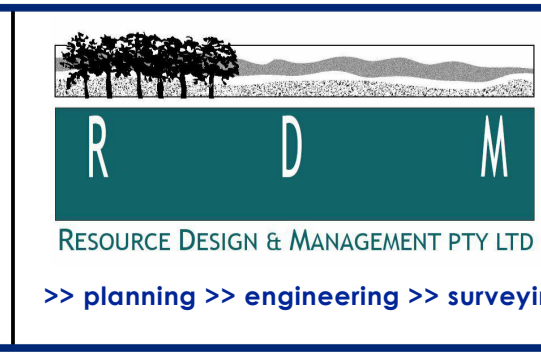 R D M
RESOURCE DESIGN & MANAGEMENT PTY LTD
>> planning >> engineering >>